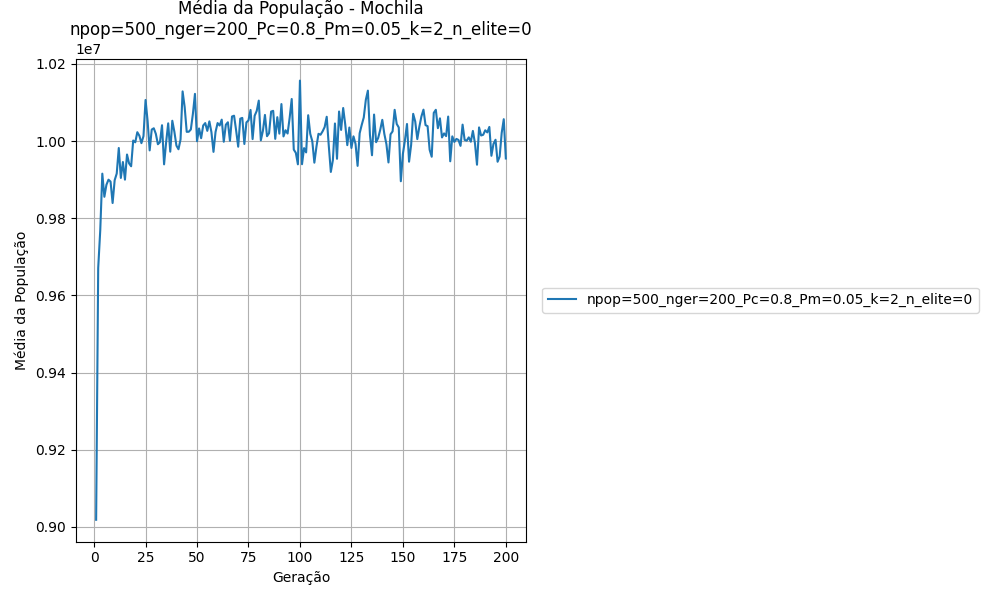 Média da População - Mochila
npop=500_nger=200_Pc=0.8_Pm=0.05_k=2_n_elite=0
1e7
1.02
1.00
0.98
0.96
0.94
0.92
0.90
Média da População
0 25 50 75 100 125 150 175 200
Geração
npop=500_nger=200_Pc=0.8_Pm=0.05_k=2_n_elite=0